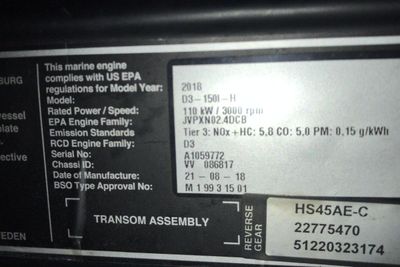 This marine engine
complies with US EPA
regulations for Model Year: 2018
Model: D3-150I-H
Rated Power / Speed: 110 kW / 3000 rpm
EPA Engine Family: JVPXN02.4DCB
Emission Standards Tier 3: NOx+HC: 5,8 CO: 5,0 PM: 0,15 g/kWh
RCD Engine Family: D3
Serial No: A1059772
Chassi ID: VV 086817
Date of Manufacture: 21-08-18
BSO Type Approval No: M 1 99 3 15 01
BURG
vessel
plate
ective
EDEN
TRANSOM ASSEMBLY
REVERSE
GEAR
HS45AE-C
22775470
51220323174